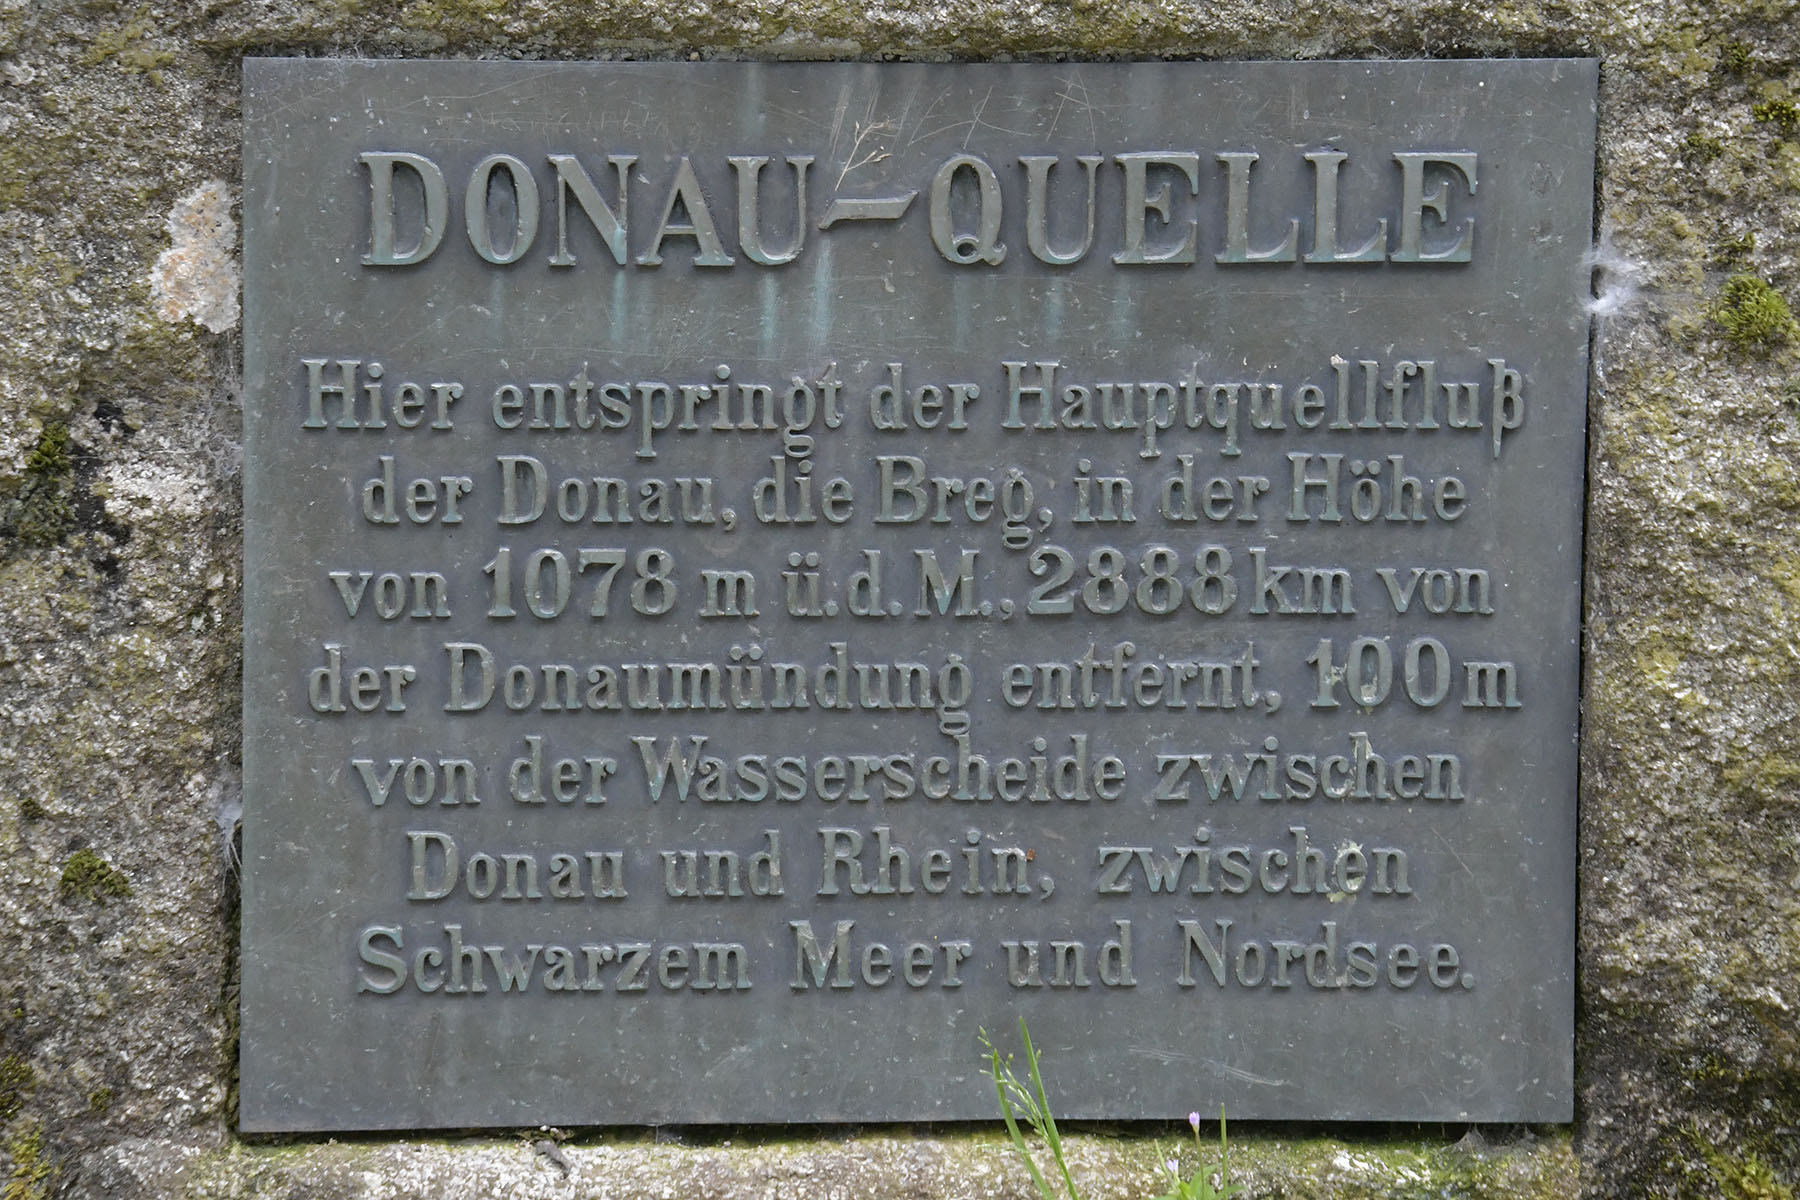 DONAU-QUELLE
Hier entspringt der Hauptquellfluß
der Donau, die Breg, in der Höhe
von 1078 m ü.d.M., 2888 km von
der Donaumündung entfernt, 100 m
von der Wasserscheide zwischen
Donau und Rhein, zwischen
Schwarzem Meer und Nordsee.